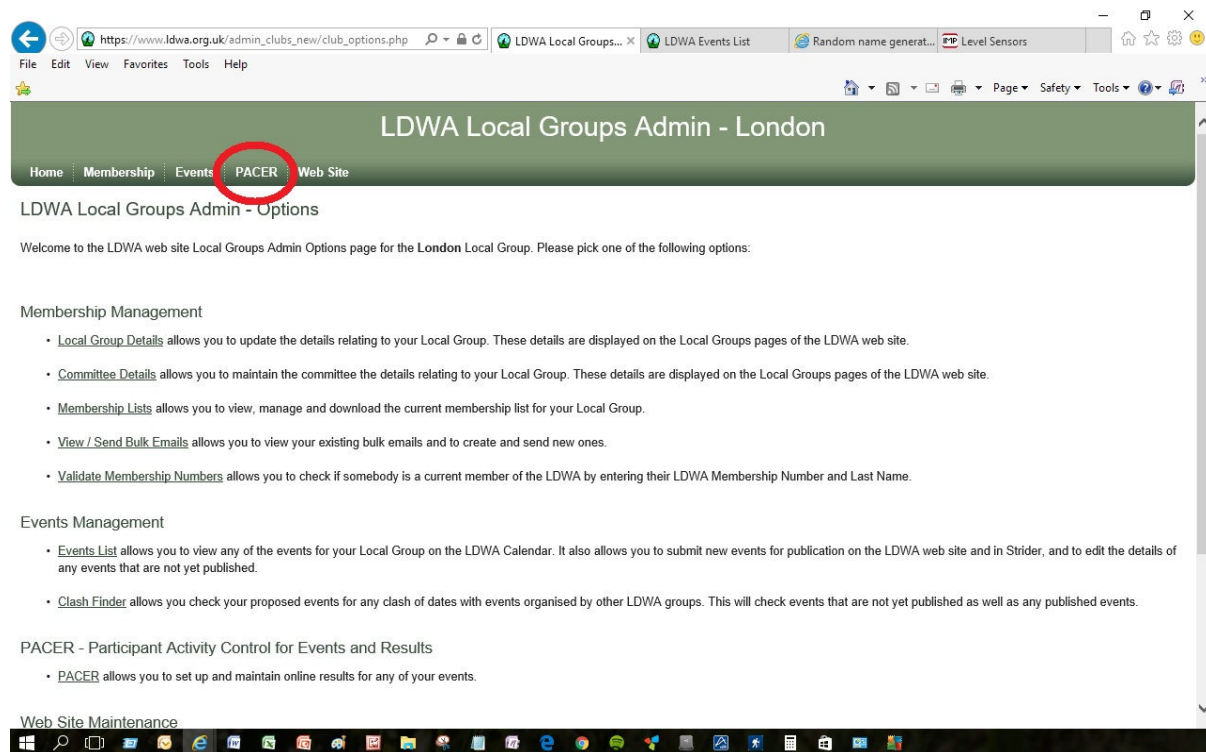 https://www.ldwa.org.uk/admin_clubs_new/club_options.php
LDWA Local Groups...
LDWA Events List
Random name generat...
IMP Level Sensors
File Edit View Favorites Tools Help
Page Safety Tools
LDWA Local Groups Admin - London
Home Membership Events PACER Web Site
LDWA Local Groups Admin - Options
Welcome to the LDWA web site Local Groups Admin Options page for the London Local Group. Please pick one of the following options:
Membership Management
• Local Group Details allows you to update the details relating to your Local Group. These details are displayed on the Local Groups pages of the LDWA web site.
• Committee Details allows you to maintain the committee the details relating to your Local Group. These details are displayed on the Local Groups pages of the LDWA web site.
• Membership Lists allows you to view, manage and download the current membership list for your Local Group.
• View / Send Bulk Emails allows you to view your existing bulk emails and to create and send new ones.
• Validate Membership Numbers allows you to check if somebody is a current member of the LDWA by entering their LDWA Membership Number and Last Name.
Events Management
• Events List allows you to view any of the events for your Local Group on the LDWA Calendar. It also allows you to submit new events for publication on the LDWA web site and in Strider, and to edit the details of
any events that are not yet published.
• Clash Finder allows you check your proposed events for any clash of dates with events organised by other LDWA groups. This will check events that are not yet published as well as any published events.
PACER - Participant Activity Control for Events and Results
• PACER allows you to set up and maintain online results for any of your events.
Web Site Maintenance